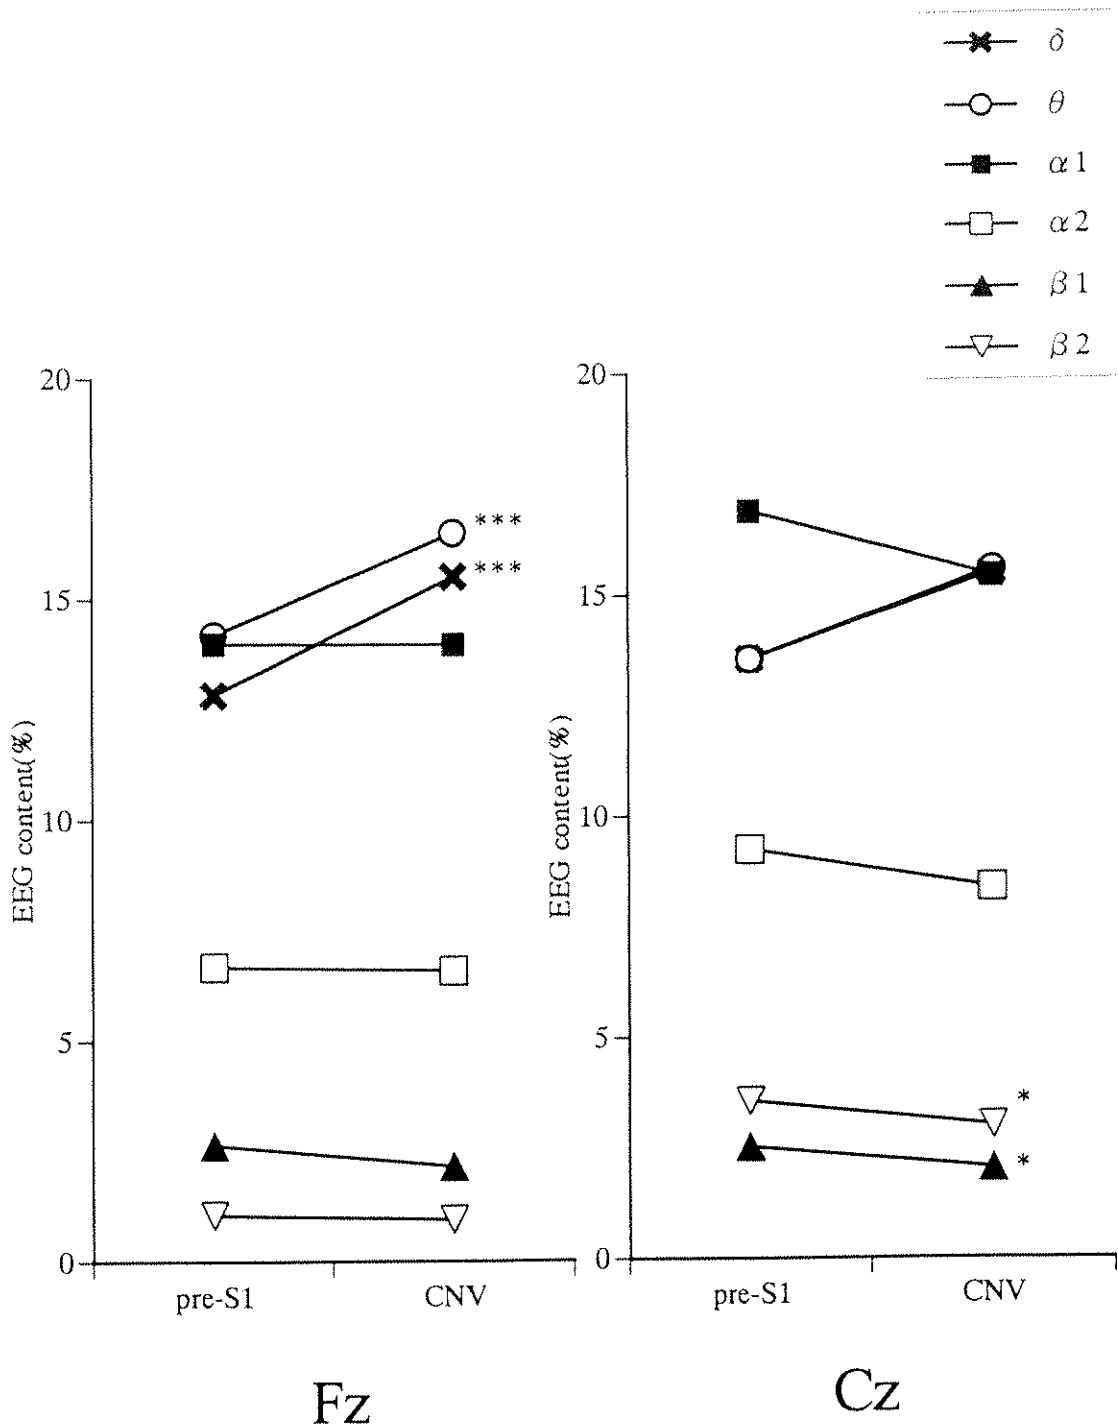 δ
θ
α1
α2
β1
β2
20
15
10
5
0
EEG content(%)
***
***
pre-S1
CNV
Fz
20
15
10
5
0
EEG content(%)
*
*
pre-S1
CNV
Cz